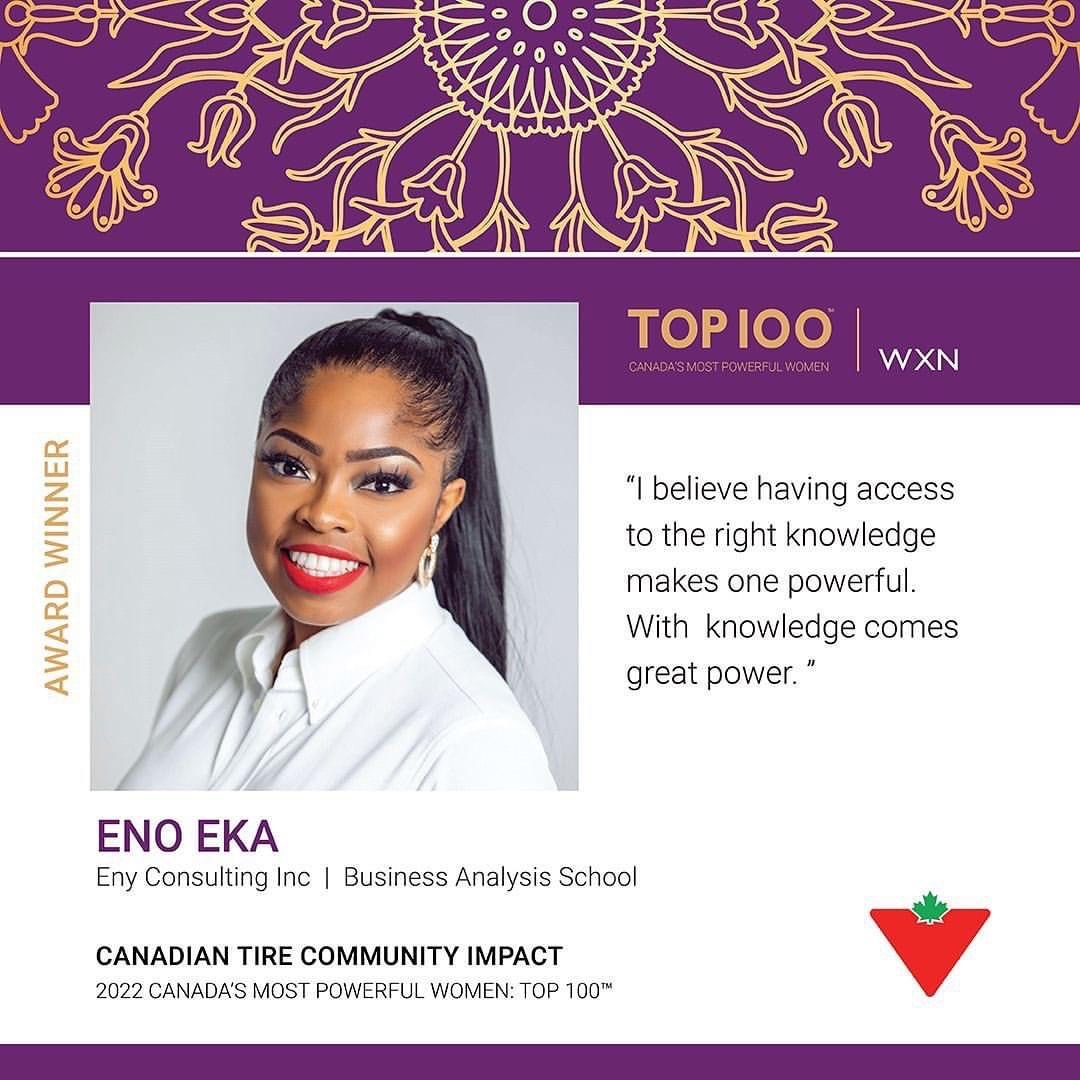 TOP 100™
CANADA'S MOST POWERFUL WOMEN
WXN
AWARD WINNER
“I believe having access
to the right knowledge
makes one powerful.
With  knowledge comes
great power. ”
ENO EKA
Eny Consulting Inc | Business Analysis School
CANADIAN TIRE COMMUNITY IMPACT
2022 CANADA’S MOST POWERFUL WOMEN: TOP 100™